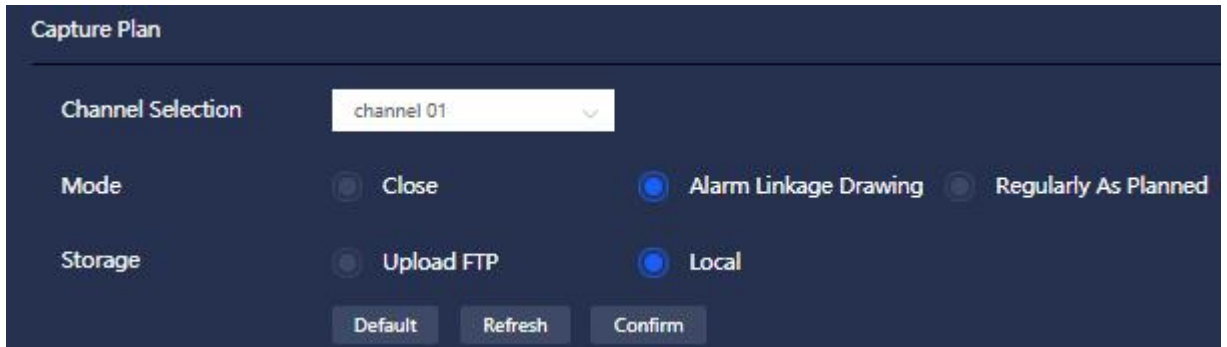 Capture Plan
Channel Selection channel 01
Mode Close Alarm Linkage Drawing Regularly As Planned
Storage Upload FTP Local
Default Refresh Confirm